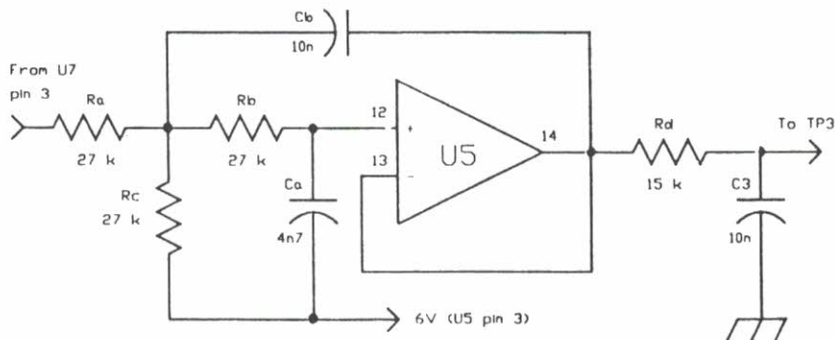 Cb
10n
From U7
pin 3
Ra
27 k
Rb
27 k
12
+
13
-
U5
14
Rd
15 k
To TP3
Rc
27 k
Ca
4n7
C3
10n
6V (U5 pin 3)